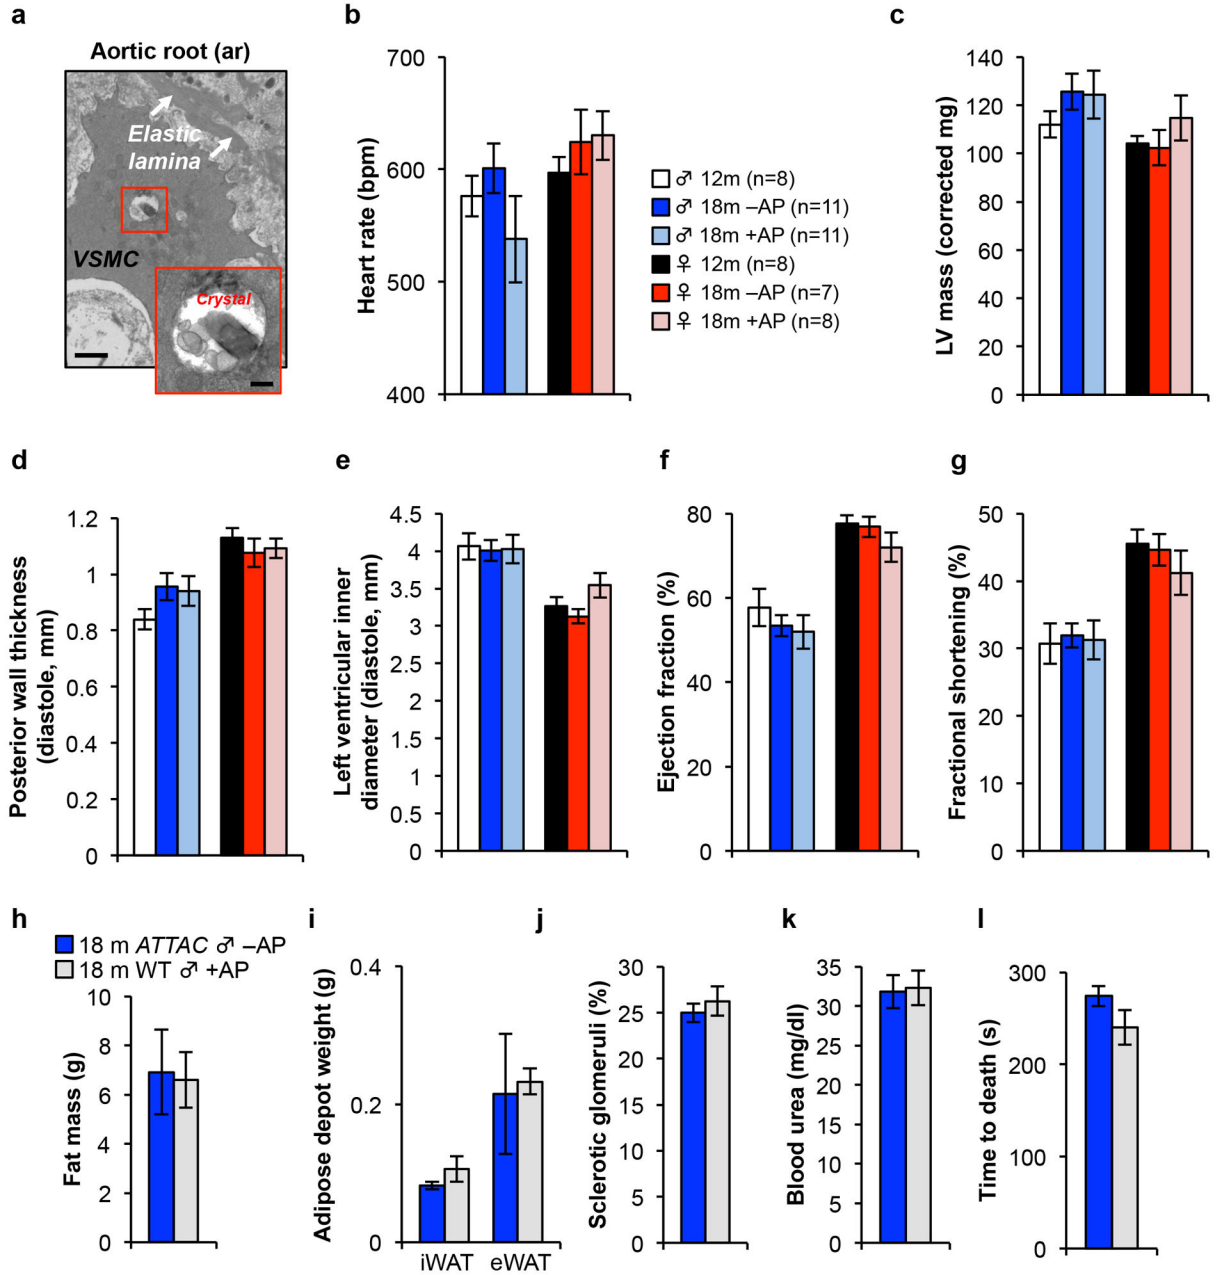 a
Aortic root (ar)
Elastic
lamina
VSMC
Crystal
b
Heart rate (bpm)
700
600
500
400
♂ 12m (n=8)
♂ 18m –AP (n=11)
♂ 18m +AP (n=11)
♀ 12m (n=8)
♀ 18m –AP (n=7)
♀ 18m +AP (n=8)
c
LV mass (corrected mg)
140
120
100
80
60
40
20
0
d
Posterior wall thickness
(diastole, mm)
1.2
1
0.8
0.6
0.4
0.2
0
e
Left ventricular inner
diameter (diastole, mm)
4.5
4
3.5
3
2.5
2
1.5
1
0.5
0
f
Ejection fraction (%)
80
60
40
20
0
g
Fractional shortening (%)
50
40
30
20
10
0
h
18 m ATTAC ♂ –AP
18 m WT ♂ +AP
Fat mass (g)
10
8
6
4
2
0
i
Adipose depot weight (g)
0.4
0.2
0
iWAT eWAT
j
Sclerotic glomeruli (%)
30
25
20
15
10
5
0
k
Blood urea (mg/dl)
35
30
25
20
15
10
5
0
l
Time to death (s)
300
200
100
0